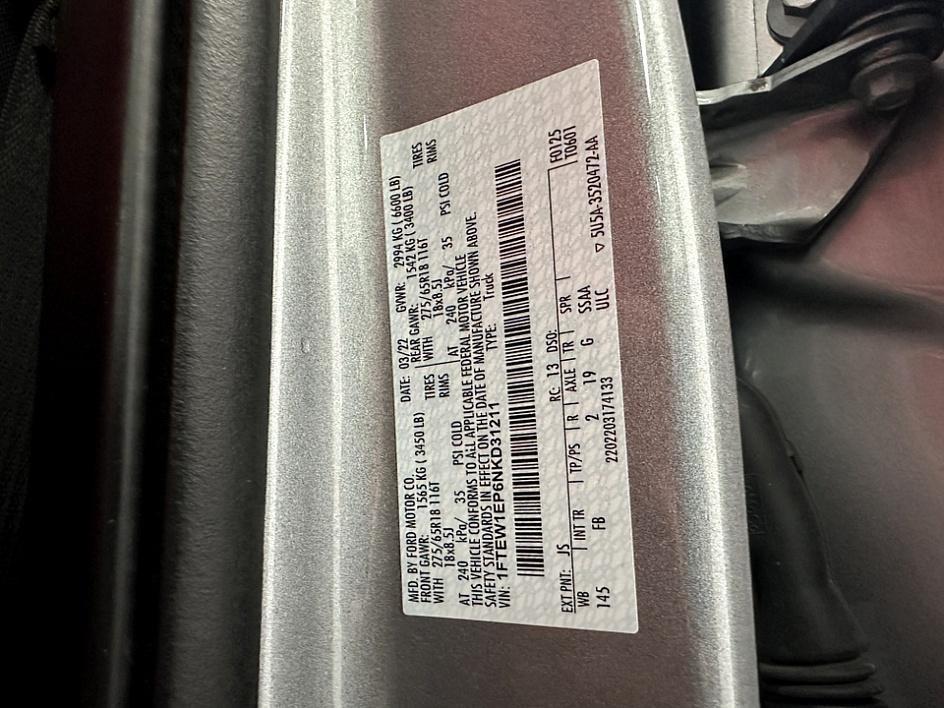 MFD. BY FORD MOTOR CO.
DATE: 03/22 GVWR: 2994 KG ( 6600 LB)
FRONT GAWR: 1565 KG ( 3450 LB) REAR GAWR: 1542 KG ( 3400 LB)
WITH 275/65R18 116T TIRES WITH 275/65R18 116T TIRES
18x8.5J RIMS 18x8.5J RIMS
AT 240 kPa/ 35 PSI COLD AT 240 kPa/ 35 PSI COLD
THIS VEHICLE CONFORMS TO ALL APPLICABLE FEDERAL MOTOR VEHICLE
SAFETY STANDARDS IN EFFECT ON THE DATE OF MANUFACTURE SHOWN ABOVE.
VIN: 1FTEW1EP6NKD31211 TYPE: Truck
F0125
T0601
EXT PNT: JS RC: 13 DSO:
WB INT TR TP/PS R AXLE TR SPR
145 FB 2 19 G SSAA
2202203174133 ULC ▽ 5U5A-3520472-AA